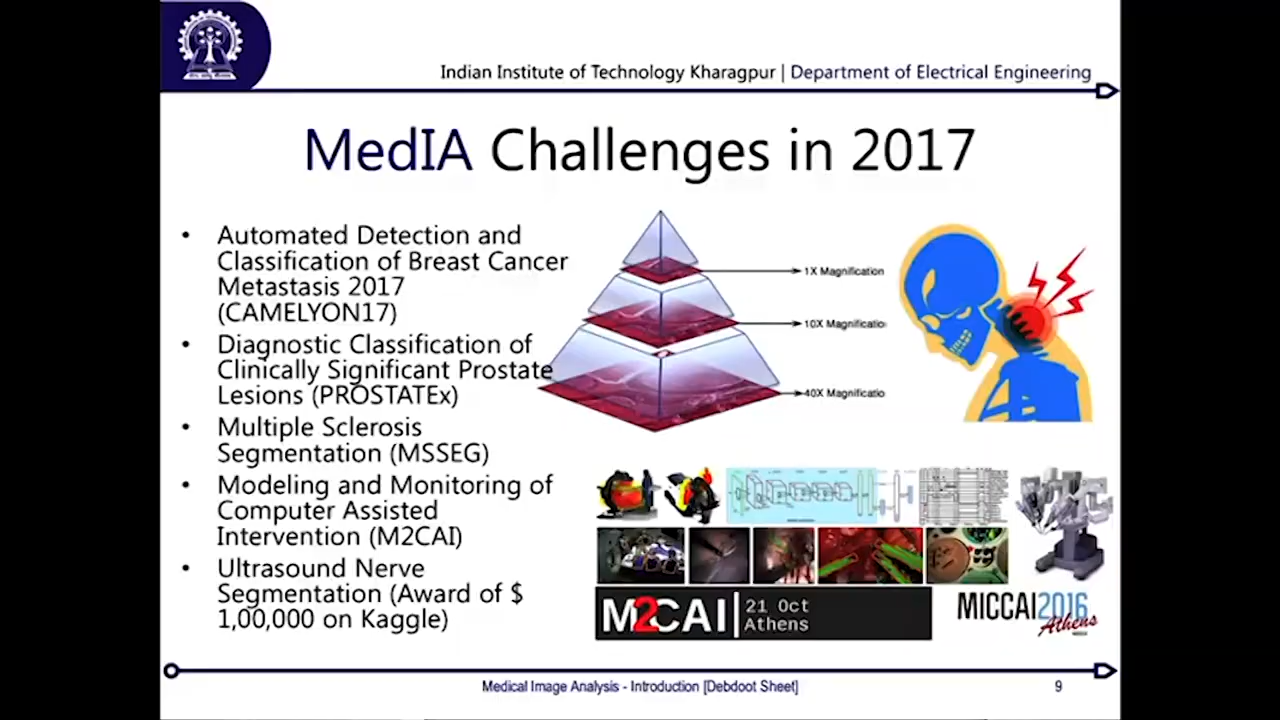 Indian Institute of Technology Kharagpur | Department of Electrical Engineering
MedIA Challenges in 2017
• Automated Detection and
Classification of Breast Cancer
Metastasis 2017
(CAMELYON17)
• Diagnostic Classification of
Clinically Significant Prostate
Lesions (PROSTATEx)
• Multiple Sclerosis
Segmentation (MSSEG)
• Modeling and Monitoring of
Computer Assisted
Intervention (M2CAI)
• Ultrasound Nerve
Segmentation (Award of $
1,00,000 on Kaggle)
1X Magnification
10X Magnificatio
40X Magnificatio
M2CAI
21 Oct
Athens
MICCAI2016
Athens
Medical Image Analysis - Introduction [Debdoot Sheet]
9